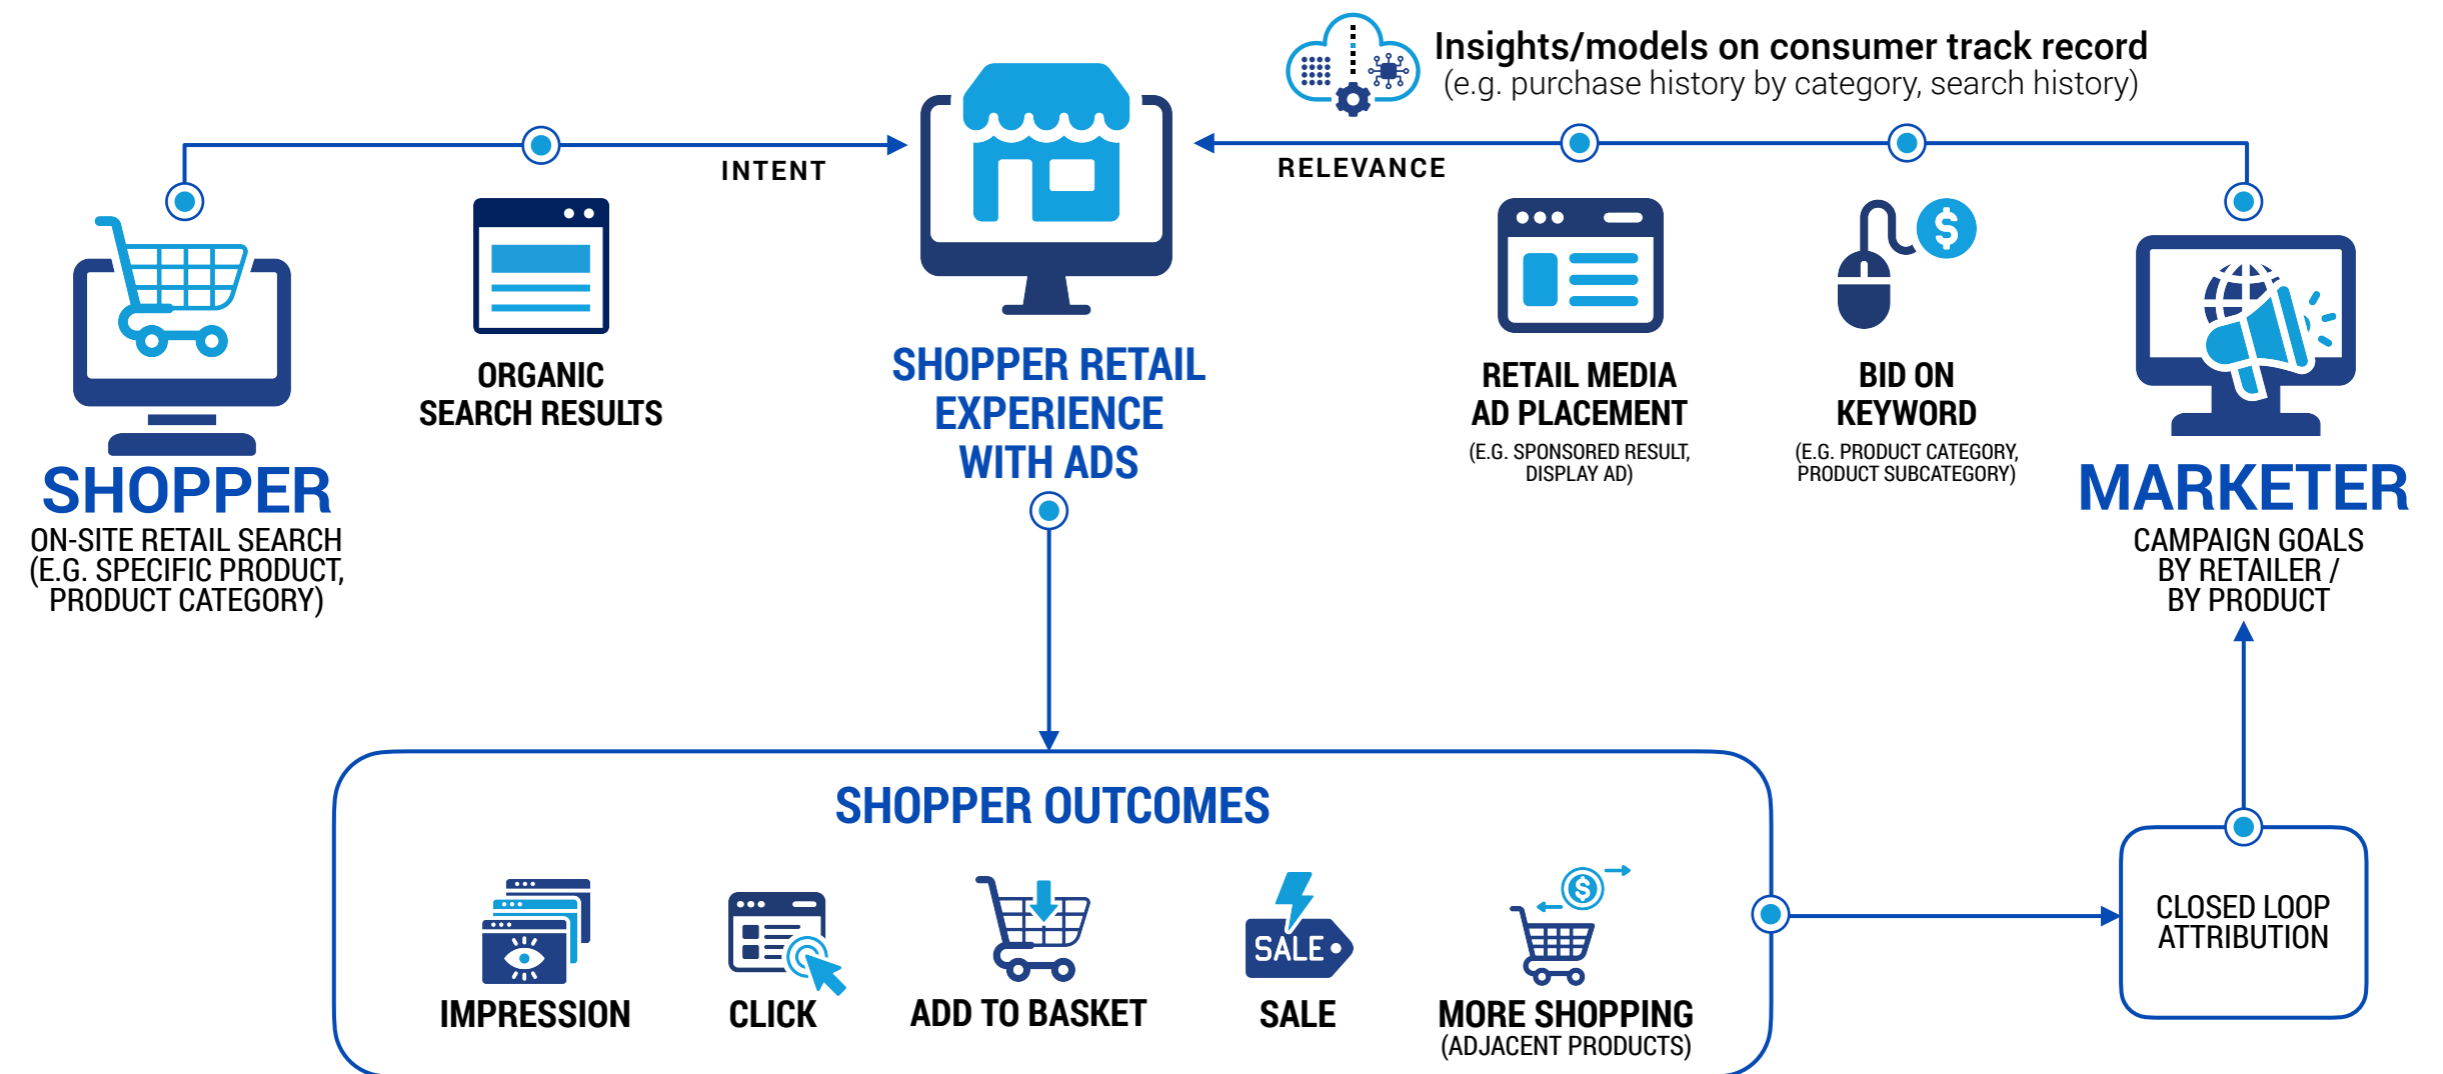 Insights/models on consumer track record
(e.g. purchase history by category, search history)
INTENT
RELEVANCE
$
ORGANIC
SEARCH RESULTS
SHOPPER RETAIL
EXPERIENCE
WITH ADS
RETAIL MEDIA
AD PLACEMENT
(E.G. SPONSORED RESULT,
DISPLAY AD)
BID ON
KEYWORD
(E.G. PRODUCT CATEGORY,
PRODUCT SUBCATEGORY)
SHOPPER
ON-SITE RETAIL SEARCH
(E.G. SPECIFIC PRODUCT,
PRODUCT CATEGORY)
MARKETER
CAMPAIGN GOALS
BY RETAILER /
BY PRODUCT
SHOPPER OUTCOMES
IMPRESSION
CLICK
ADD TO BASKET
SALE
SALE
$
MORE SHOPPING
(ADJACENT PRODUCTS)
CLOSED LOOP
ATTRIBUTION